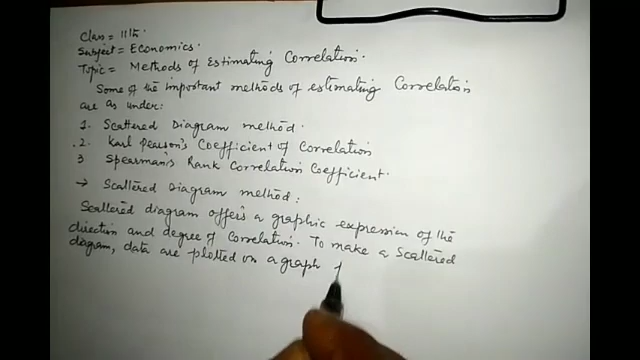 Class = 11th.
Subject = Economics.
Topic = Methods of Estimating Correlation.
Some of the important methods of estimating Correlation
are as under:
1. Scattered Diagram method.
2. Karl Pearson's Coefficient of Correlation
3 Spearman's Rank Correlation Coefficient.
→ Scattered Diagram method:
Scattered diagram offers a graphic expression of the
direction and degree of Correlation. To make a Scattered
diagram, data are plotted on a graph